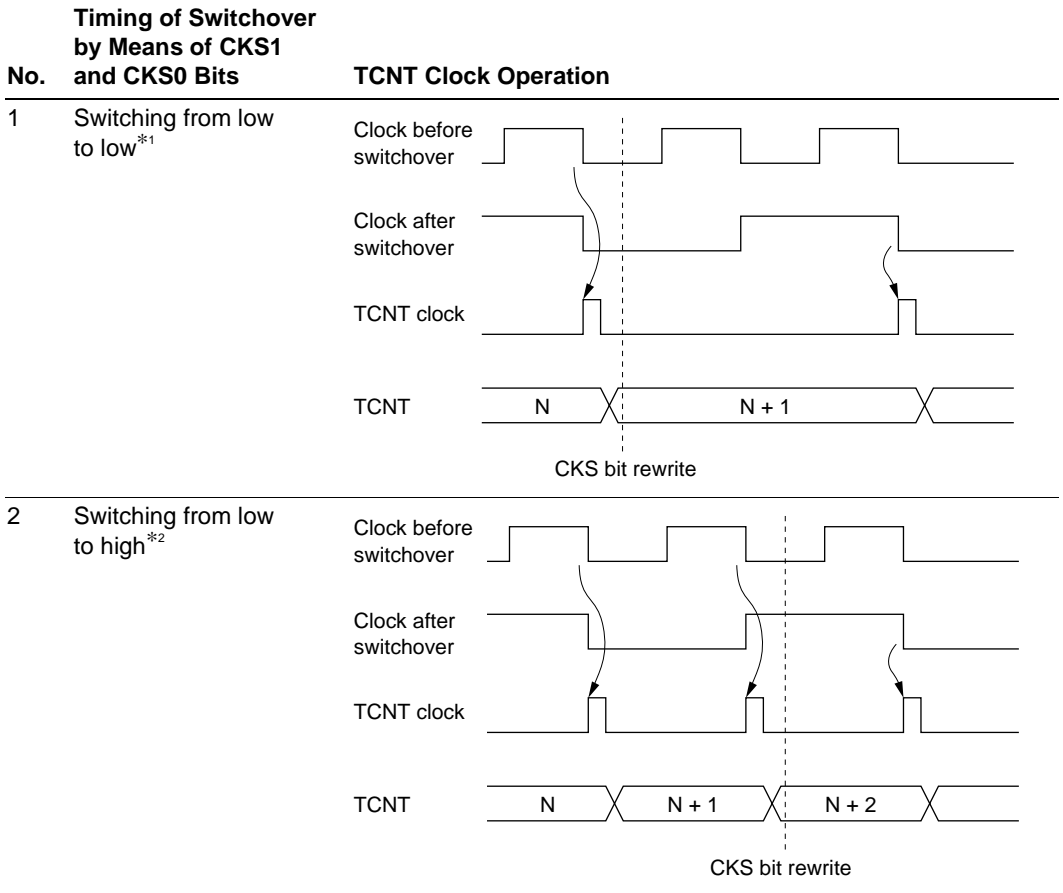 Timing of Switchover
by Means of CKS1
No. and CKS0 Bits TCNT Clock Operation
1 Switching from low
to low*1
Clock before
switchover
Clock after
switchover
TCNT clock
TCNT N N + 1
CKS bit rewrite
2 Switching from low
to high*2
Clock before
switchover
Clock after
switchover
TCNT clock
TCNT N N + 1 N + 2
CKS bit rewrite